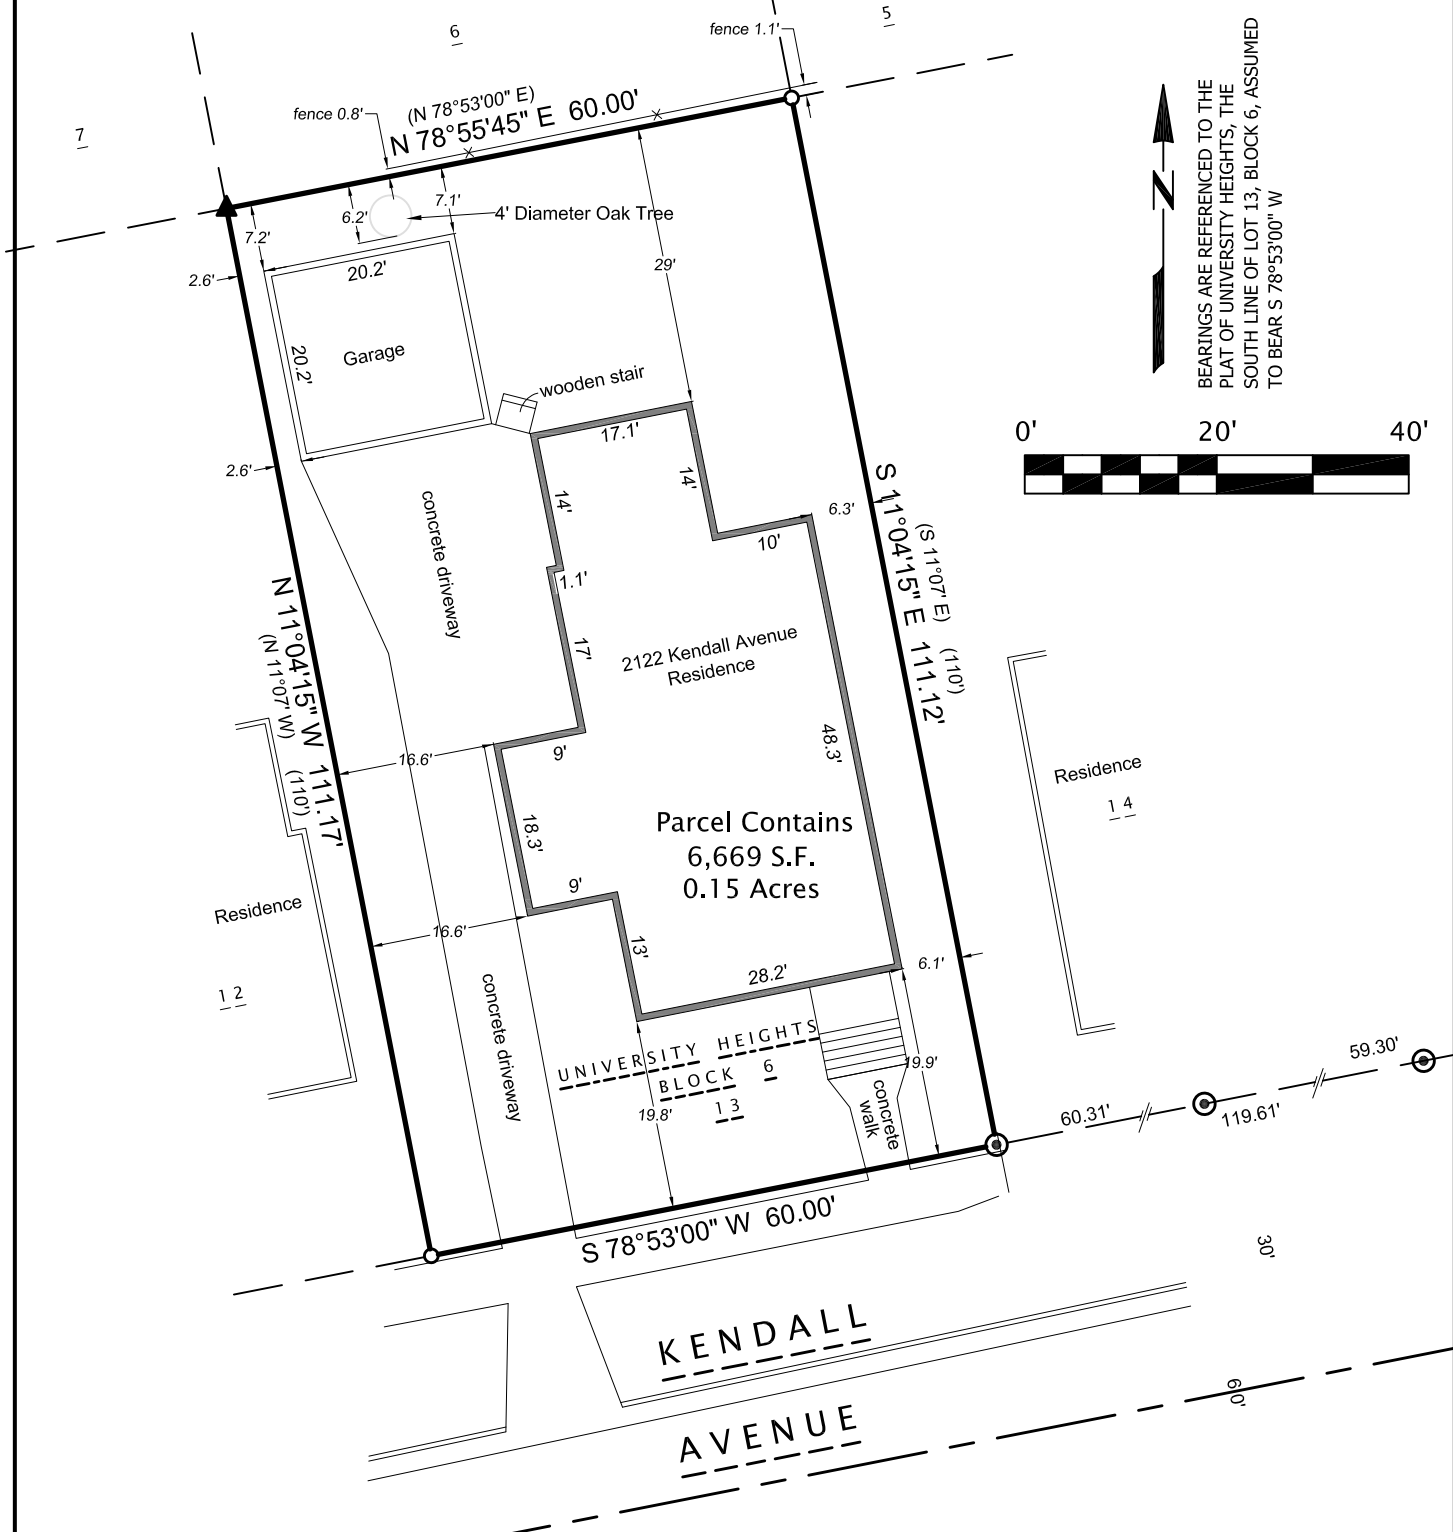 6
5
fence 1.1'
7
fence 0.8'
(N 78°53'00" E)
N 78°55'45" E 60.00'
BEARINGS ARE REFERENCED TO THE
PLAT OF UNIVERSITY HEIGHTS, THE
SOUTH LINE OF LOT 13, BLOCK 6, ASSUMED
TO BEAR S 78°53'00" W
N
7.2'
6.2'
7.1'
4' Diameter Oak Tree
2.6'
20.2'
29'
20.2'
Garage
wooden stair
0' 20' 40'
17.1'
2.6'
14'
14'
concrete driveway
10'
6.3'
S 11°04'15" E 111.12'
(S 11°07' E) (110')
1.1'
17'
2122 Kendall Avenue
Residence
N 11°04'15" W 111.17'
(N 11°07' W) (110')
9'
16.6'
48.3'
Residence
14
18.3'
Parcel Contains
6,669 S.F.
0.15 Acres
9'
Residence
16.6'
13'
12
28.2'
6.1'
concrete driveway
UNIVERSITY HEIGHTS
BLOCK 6
13
19.8'
19.9'
concrete
walk
60.31'
59.30'
119.61'
S 78°53'00" W 60.00'
30'
KENDALL
60'
AVENUE